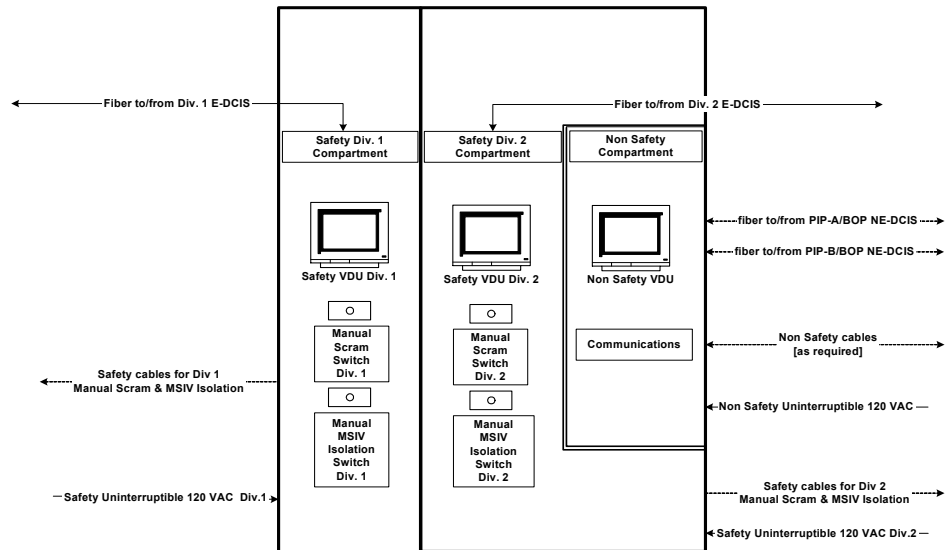 Fiber to/from Div. 1 E-DCIS
Fiber to/from Div. 2 E-DCIS
Safety Div. 1
Compartment
Safety Div. 2
Compartment
Non Safety
Compartment
fiber to/from PIP-A/BOP NE-DCIS
fiber to/from PIP-B/BOP NE-DCIS
Safety VDU Div. 1
Safety VDU Div. 2
Non Safety VDU
Manual
Scram
Switch
Div. 1
Manual
Scram
Switch
Div. 2
Communications
Non Safety cables
[as required]
Safety cables for Div 1
Manual Scram & MSIV Isolation
Manual
MSIV
Isolation
Switch
Div. 1
Manual
MSIV
Isolation
Switch
Div. 2
Non Safety Uninterruptible 120 VAC
Safety Uninterruptible 120 VAC Div.1
Safety cables for Div 2
Manual Scram & MSIV Isolation
Safety Uninterruptible 120 VAC Div.2